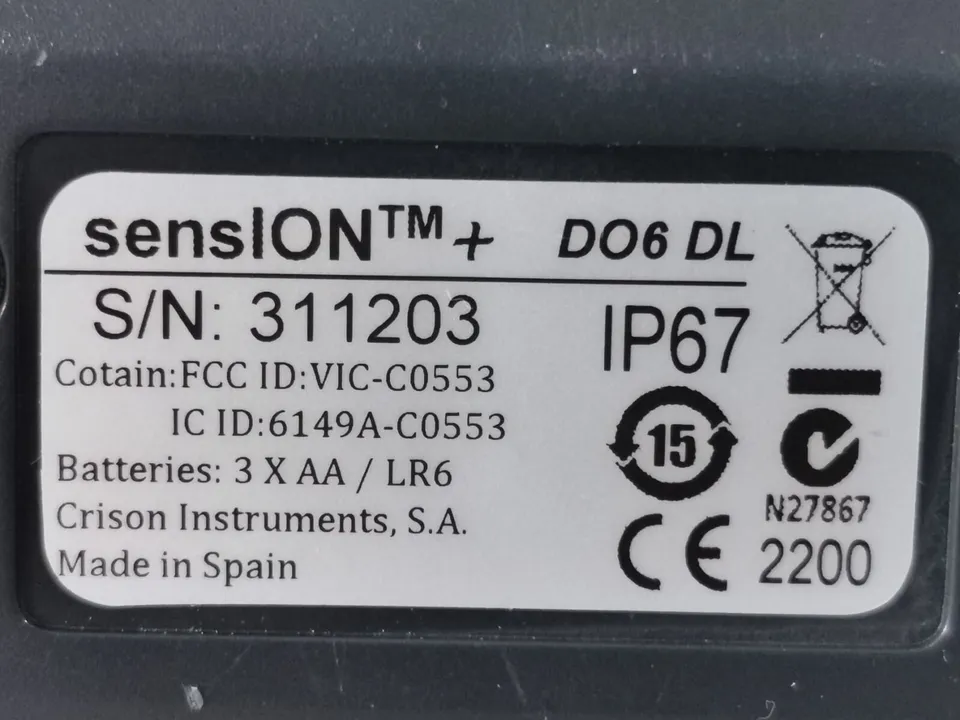 sensION™+ DO6 DL
S/N: 311203
IP67
Cotain:FCC ID:VIC-C0553
IC ID:6149A-C0553
Batteries: 3 X AA / LR6
Crison Instruments, S.A.
Made in Spain
15
N27867
CE 2200